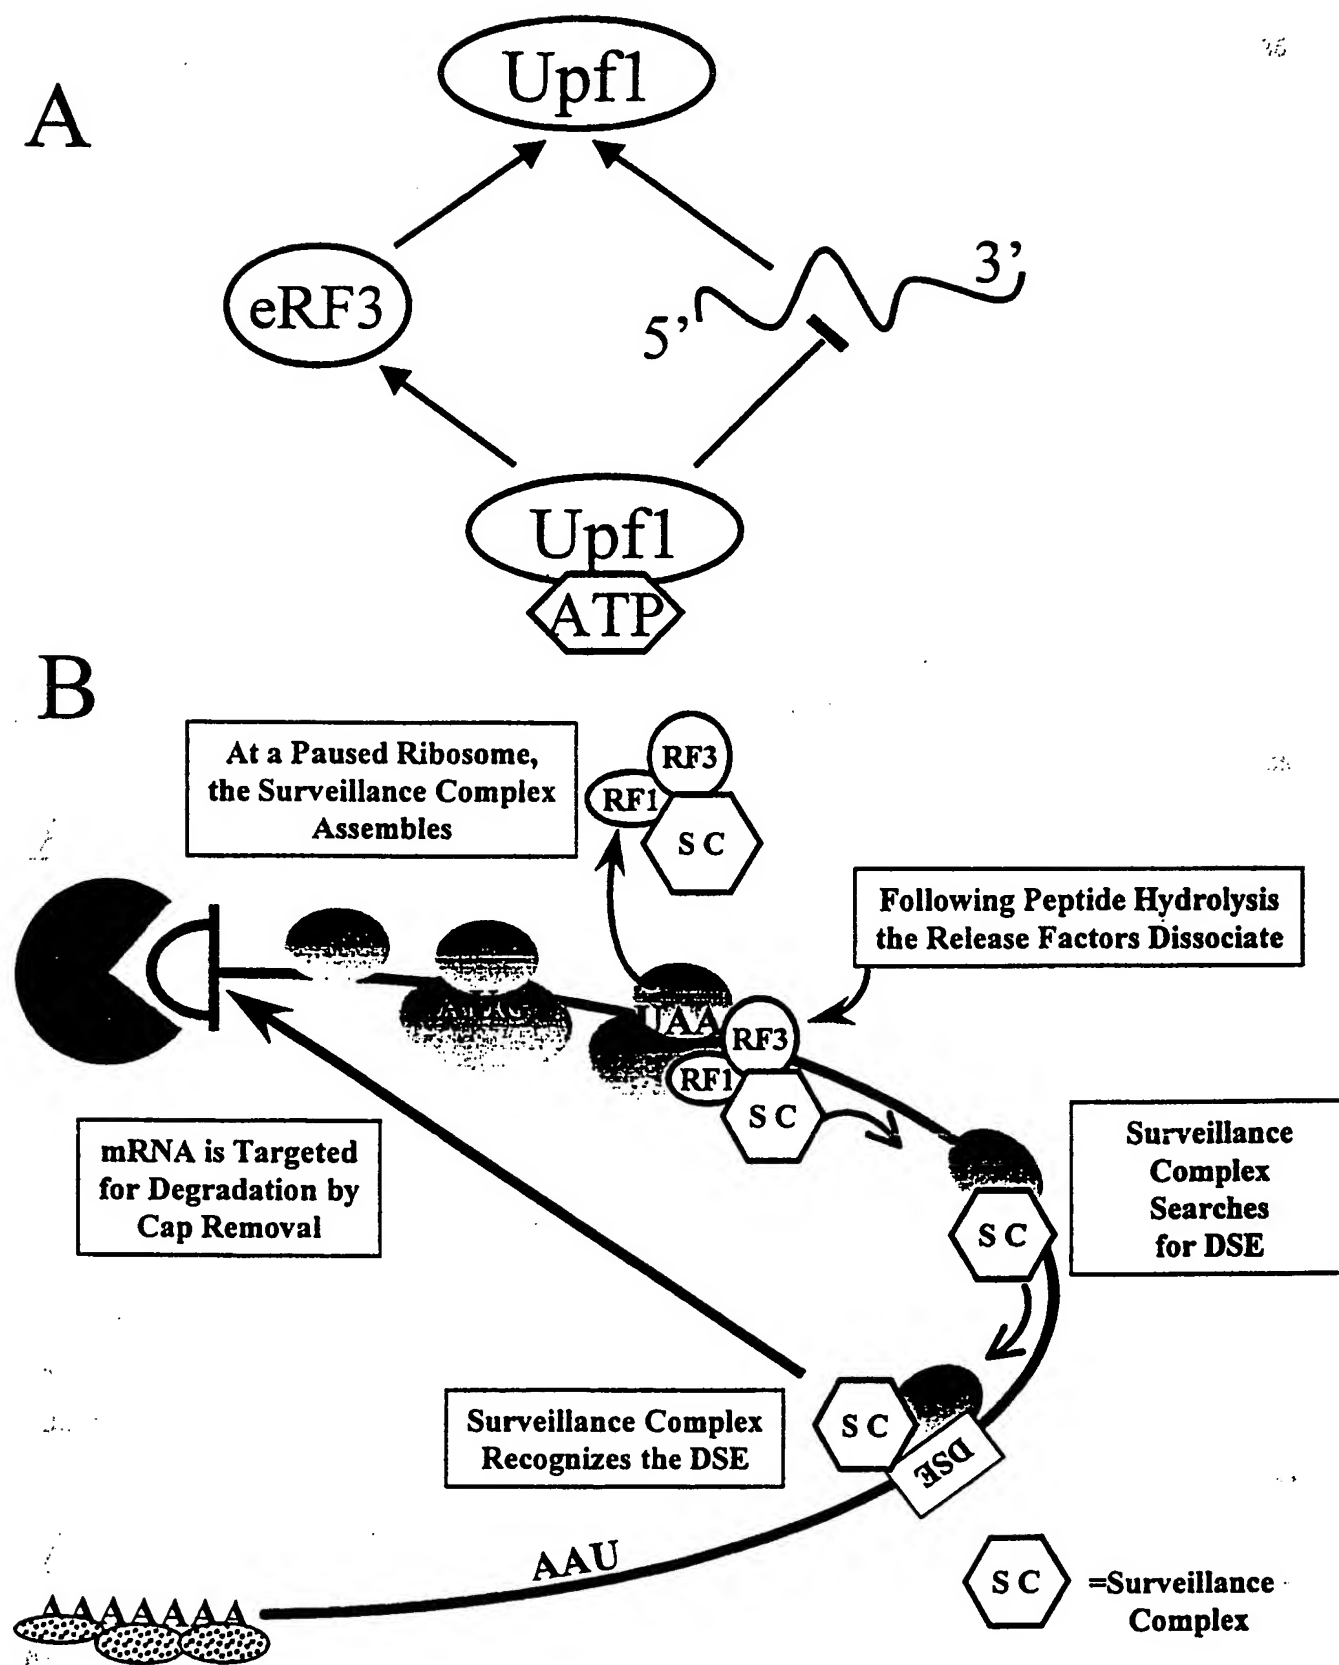 A
Upf1
eRF3
5’
3’
Upf1
ATP
B
At a Paused Ribosome,
the Surveillance Complex
Assembles
RF3
RF1
S C
Following Peptide Hydrolysis
the Release Factors Dissociate
AUG
UAA
RF3
RF1
S C
mRNA is Targeted
for Degradation by
Cap Removal
Surveillance
Complex
Searches
for DSE
S C
Surveillance Complex
Recognizes the DSE
S C
DSE
AAU
AAAAAAA
S C
=Surveillance
Complex